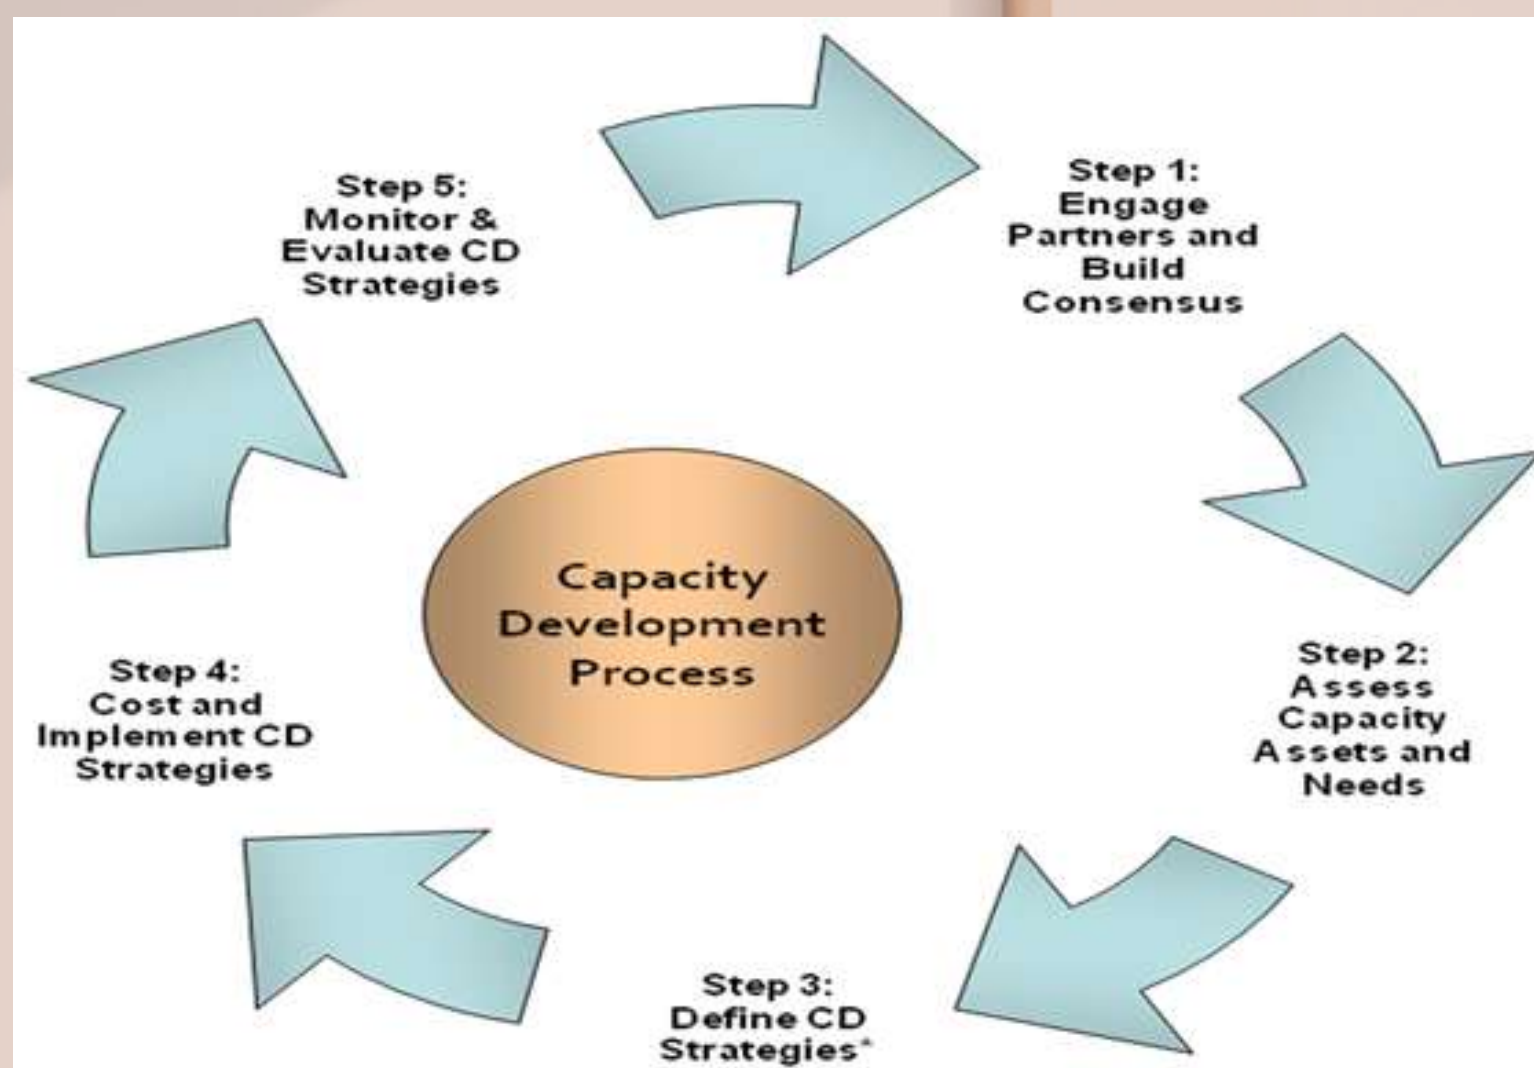 Step 1:
Engage
Partners and
Build
Consensus
Step 2:
Assess
Capacity
Assets and
Needs
Step 3:
Define CD
Strategies*
Step 4:
Cost and
Implement CD
Strategies
Step 5:
Monitor &
Evaluate CD
Strategies
Capacity
Development
Process